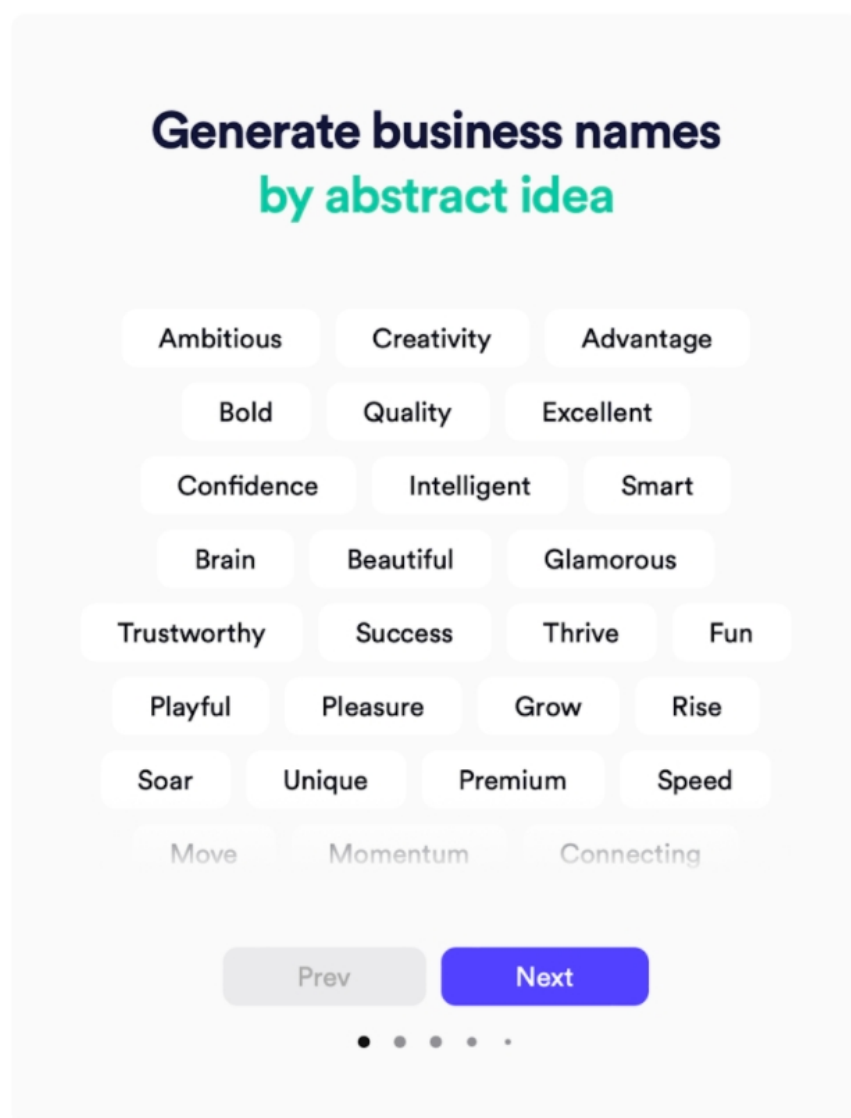 Generate business names
by abstract idea
Ambitious Creativity Advantage
Bold Quality Excellent
Confidence Intelligent Smart
Brain Beautiful Glamorous
Trustworthy Success Thrive Fun
Playful Pleasure Grow Rise
Soar Unique Premium Speed
Move Momentum Connecting
Prev Next